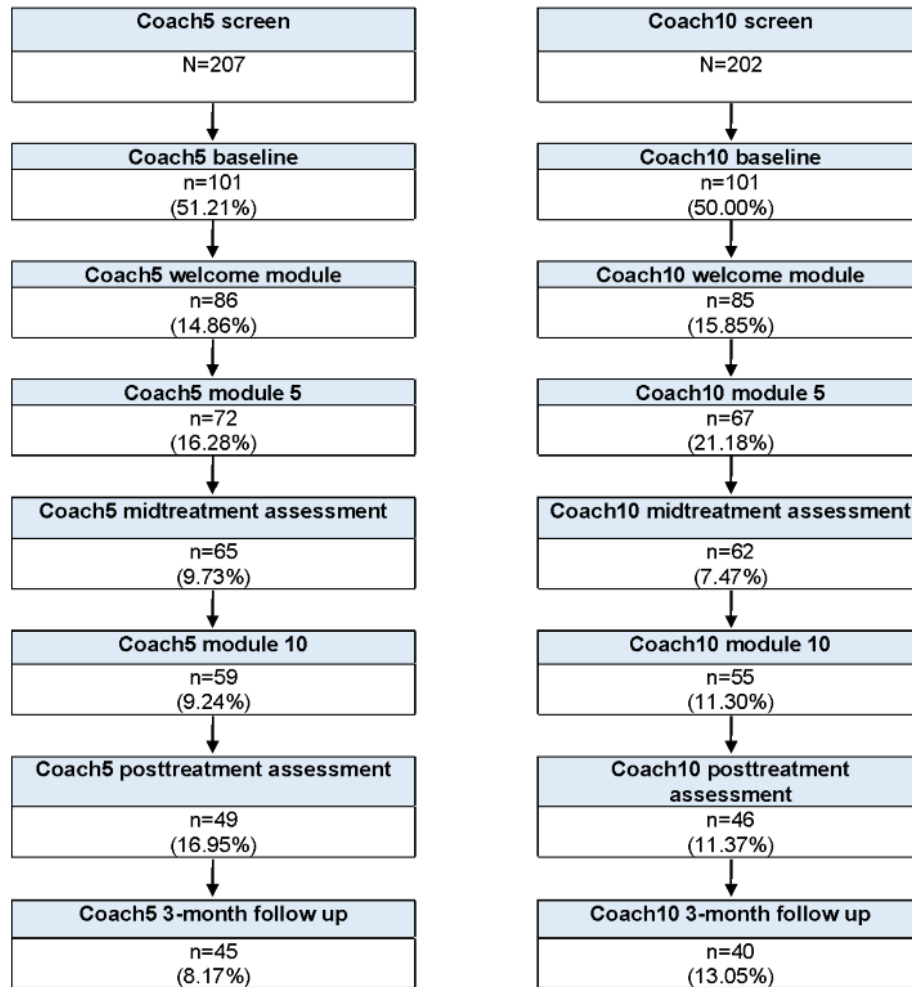 Coach5 screen
N=207
Coach5 baseline
n=101
(51.21%)
Coach5 welcome module
n=86
(14.86%)
Coach5 module 5
n=72
(16.28%)
Coach5 midtreatment assessment
n=65
(9.73%)
Coach5 module 10
n=59
(9.24%)
Coach5 posttreatment assessment
n=49
(16.95%)
Coach5 3-month follow up
n=45
(8.17%)
Coach10 screen
N=202
Coach10 baseline
n=101
(50.00%)
Coach10 welcome module
n=85
(15.85%)
Coach10 module 5
n=67
(21.18%)
Coach10 midtreatment assessment
n=62
(7.47%)
Coach10 module 10
n=55
(11.30%)
Coach10 posttreatment
assessment
n=46
(11.37%)
Coach10 3-month follow up
n=40
(13.05%)